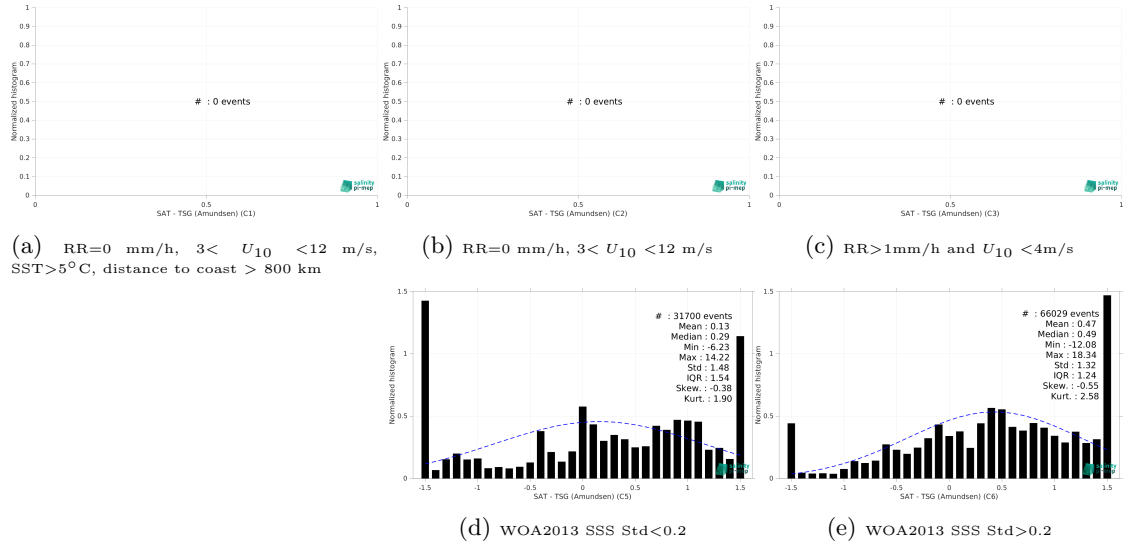 1
0.9
0.8
0.7
0.6
0.5
0.4
0.3
0.2
0.1
0
Normalized histogram
# : 0 events
salinity
pi-mep
0 0.5 1
SAT - TSG (Amundsen) (C1)
(a) RR=0 mm/h, 3< U10 <12 m/s,
SST>5°C, distance to coast > 800 km
1
0.9
0.8
0.7
0.6
0.5
0.4
0.3
0.2
0.1
0
Normalized histogram
# : 0 events
salinity
pi-mep
0 0.5 1
SAT - TSG (Amundsen) (C2)
(b) RR=0 mm/h, 3< U10 <12 m/s
1
0.9
0.8
0.7
0.6
0.5
0.4
0.3
0.2
0.1
0
Normalized histogram
# : 0 events
salinity
pi-mep
0 0.5 1
SAT - TSG (Amundsen) (C3)
(c) RR>1mm/h and U10 <4m/s
1.5
1
0.5
0
Normalized histogram
# : 31700 events
Mean : 0.13
Median : 0.29
Min : -6.23
Max : 14.22
Std : 1.48
IQR : 1.54
Skew. : -0.38
Kurt. : 1.90
salinity
pi-mep
-1.5 -1 -0.5 0 0.5 1 1.5
SAT - TSG (Amundsen) (C5)
(d) WOA2013 SSS Std<0.2
1.5
1
0.5
0
Normalized histogram
# : 66029 events
Mean : 0.47
Median : 0.49
Min : -12.08
Max : 18.34
Std : 1.32
IQR : 1.24
Skew. : -0.55
Kurt. : 2.58
salinity
pi-mep
-1.5 -1 -0.5 0 0.5 1 1.5
SAT - TSG (Amundsen) (C6)
(e) WOA2013 SSS Std>0.2